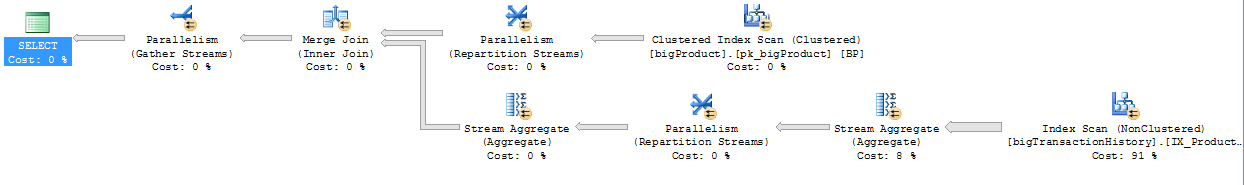 SELECT
Cost: 0 %
Parallelism
(Gather Streams)
Cost: 0 %
Merge Join
(Inner Join)
Cost: 0 %
Parallelism
(Repartition Streams)
Cost: 0 %
Clustered Index Scan (Clustered)
[bigProduct].[pk_bigProduct] [BP]
Cost: 0 %
Stream Aggregate
(Aggregate)
Cost: 0 %
Parallelism
(Repartition Streams)
Cost: 0 %
Stream Aggregate
(Aggregate)
Cost: 8 %
Index Scan (NonClustered)
[bigTransactionHistory].[IX_Product…
Cost: 91 %